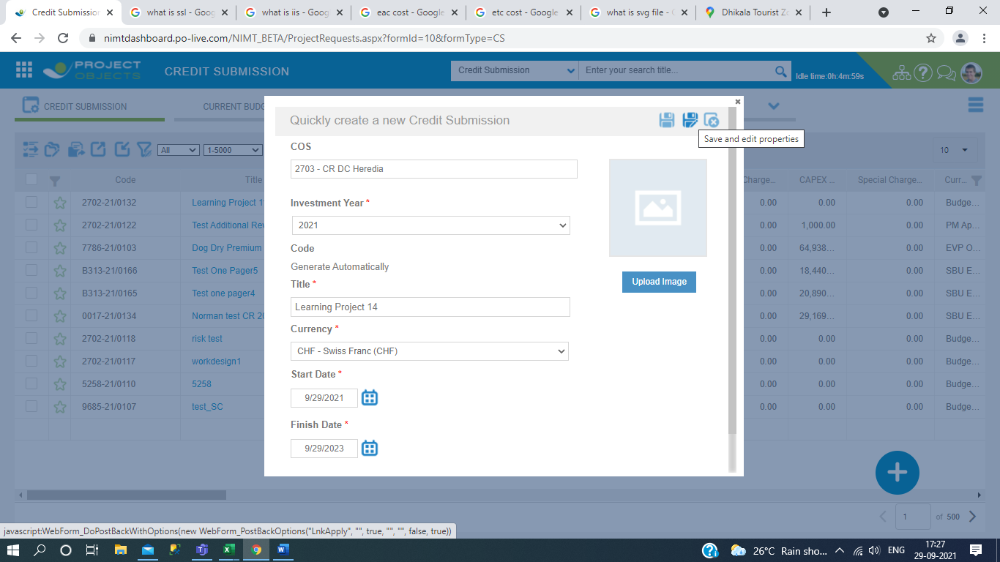 Credit Submission
what is ssl - Goog
what is iis - Goog
eac cost - Google
etc cost - Google
what is svg file - G
Dhikala Tourist Zo
nimtdashboard.po-live.com/NIMT_BETA/ProjectRequests.aspx?formId=10&formType=CS
PROJECT
OBJECTS
CREDIT SUBMISSION
Credit Submission
Enter your search title...
Idle time:0h:4m:59s
CREDIT SUBMISSION
CURRENT BUDG
All
1-5000
10
Code Title Charge... CAPEX ... Special Charge... Curr...
2702-21/0132 Learning Project 1 0.00 0.00 0.00 Budge...
2702-21/0122 Test Additional Rev 0.00 1,000.00 0.00 PM Ap...
7786-21/0103 Dog Dry Premium 0.00 64,938... 0.00 EVP O...
B313-21/0166 Test One Pager5 0.00 18,440... 0.00 SBU E...
B313-21/0165 Test one pager4 0.00 20,890... 0.00 SBU E...
0017-21/0134 Norman test CR 20 0.00 29,169... 0.00 SBU E...
2702-21/0118 risk test 0.00 0.00 0.00 Budge...
2702-21/0117 workdesign1 0.00 0.00 0.00 Budge...
5258-21/0110 5258 0.00 0.00 0.00 Budge...
9685-21/0107 test_SC 0.00 0.00 0.00 Budge...
Quickly create a new Credit Submission
Save and edit properties
COS
2703 - CR DC Heredia
Investment Year *
2021
Code
Generate Automatically
Title *
Learning Project 14
Currency *
CHF - Swiss Franc (CHF)
Start Date *
9/29/2021
Finish Date *
9/29/2023
Upload Image
1 of 500
javascript:WebForm_DoPostBackWithOptions(new WebForm_PostBackOptions("LnkApply", "", true, "", "", false, true))
26°C Rain sho...
ENG
17:27
29-09-2021